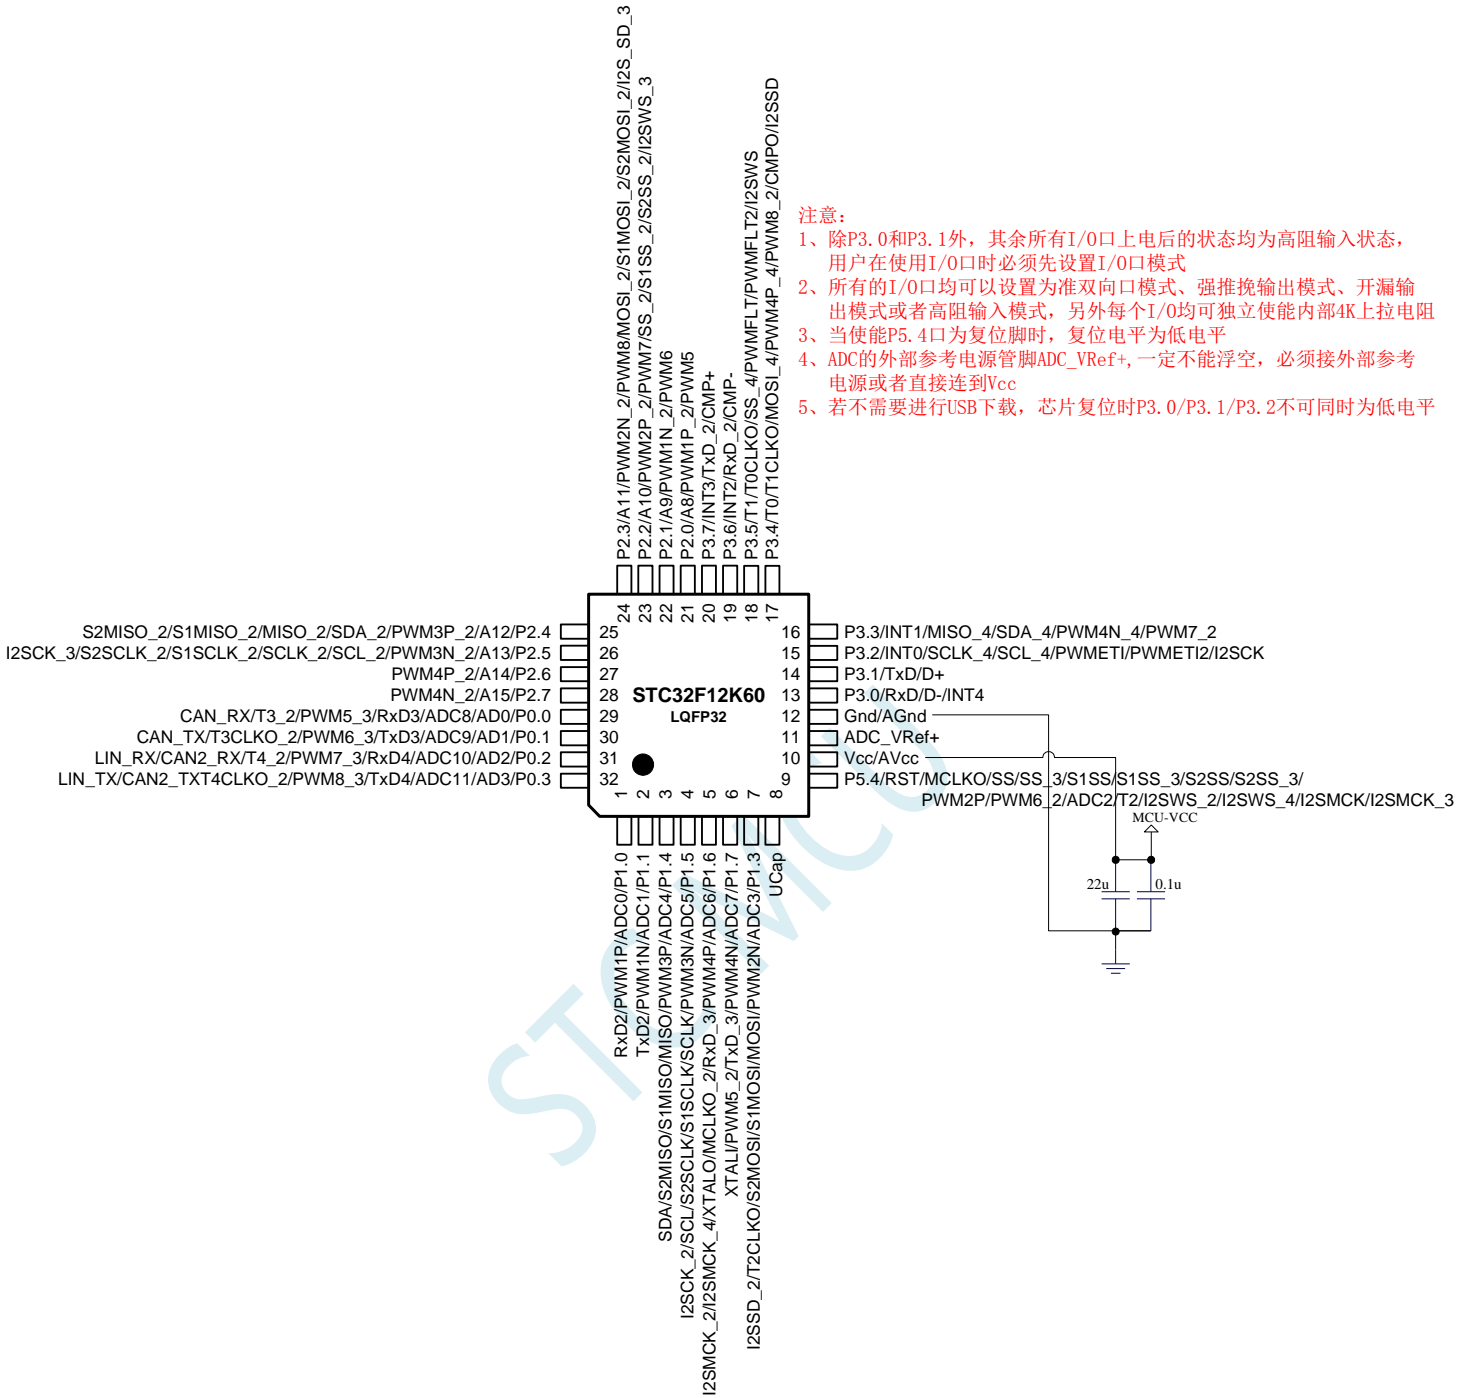 P2.3/A11/PWM2N_2/PWM8/MOSI_2/S1MOSI_2/S2MOSI_2/I2S_SD_3
P2.2/A10/PWM2P_2/PWM7/SS_2/S1SS_2/S2SS_2/I2SWS_3
P2.1/A9/PWM1N_2/PWM6
P2.0/A8/PWM1P_2/PWM5
P3.7/INT3/TxD_2/CMP+
P3.6/INT2/RxD_2/CMP-
P3.5/T1/T0CLKO/SS_4/PWMFLT/PWMFLT2/I2SWS
P3.4/T0/T1CLKO/MOSI_4/PWM4P_4/PWM8_2/CMPO/I2SSD
注意：
1、除P3.0和P3.1外，其余所有I/O口上电后的状态均为高阻输入状态，
用户在使用I/O口时必须先设置I/O口模式
2、所有的I/O口均可以设置为准双向口模式、强推挽输出模式、开漏输
出模式或者高阻输入模式，另外每个I/O均可独立使能内部4K上拉电阻
3、当使能P5.4口为复位脚时，复位电平为低电平
4、ADC的外部参考电源管脚ADC_VRef+,一定不能浮空，必须接外部参考
电源或者直接连到Vcc
5、若不需要进行USB下载，芯片复位时P3.0/P3.1/P3.2不可同时为低电平
24 23 22 21 20 19 18 17
S2MISO_2/S1MISO_2/MISO_2/SDA_2/PWM3P_2/A12/P2.4 25
I2SCK_3/S2SCLK_2/S1SCLK_2/SCLK_2/SCL_2/PWM3N_2/A13/P2.5 26
PWM4P_2/A14/P2.6 27
PWM4N_2/A15/P2.7 28
CAN_RX/T3_2/PWM5_3/RxD3/ADC8/AD0/P0.0 29
CAN_TX/T3CLKO_2/PWM6_3/TxD3/ADC9/AD1/P0.1 30
LIN_RX/CAN2_RX/T4_2/PWM7_3/RxD4/ADC10/AD2/P0.2 31
LIN_TX/CAN2_TXT4CLKO_2/PWM8_3/TxD4/ADC11/AD3/P0.3 32
STC32F12K60
LQFP32
16 P3.3/INT1/MISO_4/SDA_4/PWM4N_4/PWM7_2
15 P3.2/INT0/SCLK_4/SCL_4/PWMETI/PWMETI2/I2SCK
14 P3.1/TxD/D+
13 P3.0/RxD/D-/INT4
12 Gnd/AGnd
11 ADC_VRef+
10 Vcc/AVcc
9 P5.4/RST/MCLKO/SS/SS_3/S1SS/S1SS_3/S2SS/S2SS_3/
PWM2P/PWM6_2/ADC2/T2/I2SWS_2/I2SWS_4/I2SMCK/I2SMCK_3
1 2 3 4 5 6 7 8
MCU-VCC
22u 0.1u
RxD2/PWM1P/ADC0/P1.0
TxD2/PWM1N/ADC1/P1.1
SDA/S2MISO/S1MISO/MISO/PWM3P/ADC4/P1.4
I2SCK_2/SCL/S2SCLK/S1SCLK/SCLK/PWM3N/ADC5/P1.5
I2SMCK_2/I2SMCK_4/XTALO/MCLKO_2/RxD_3/PWM4P/ADC6/P1.6
XTALI/PWM5_2/TxD_3/PWM4N/ADC7/P1.7
I2SSD_2/T2CLKO/S2MOSI/S1MOSI/MOSI/PWM2N/ADC3/P1.3
UCap
STCMCU